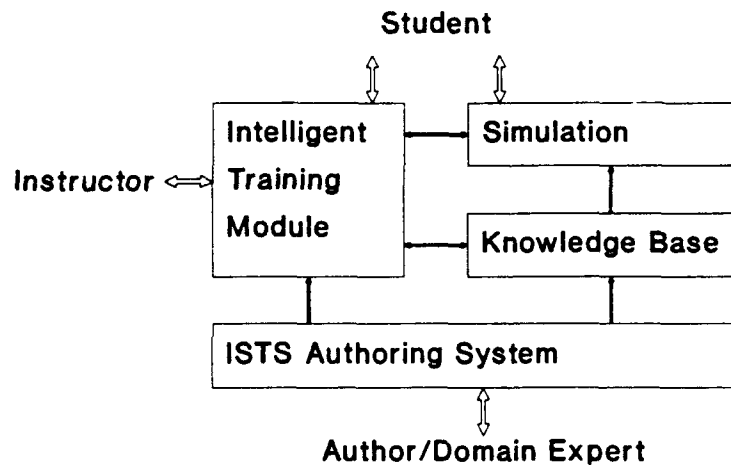 Student
Intelligent
Training
Module
Simulation
Instructor
Knowledge Base
ISTS Authoring System
Author/Domain Expert